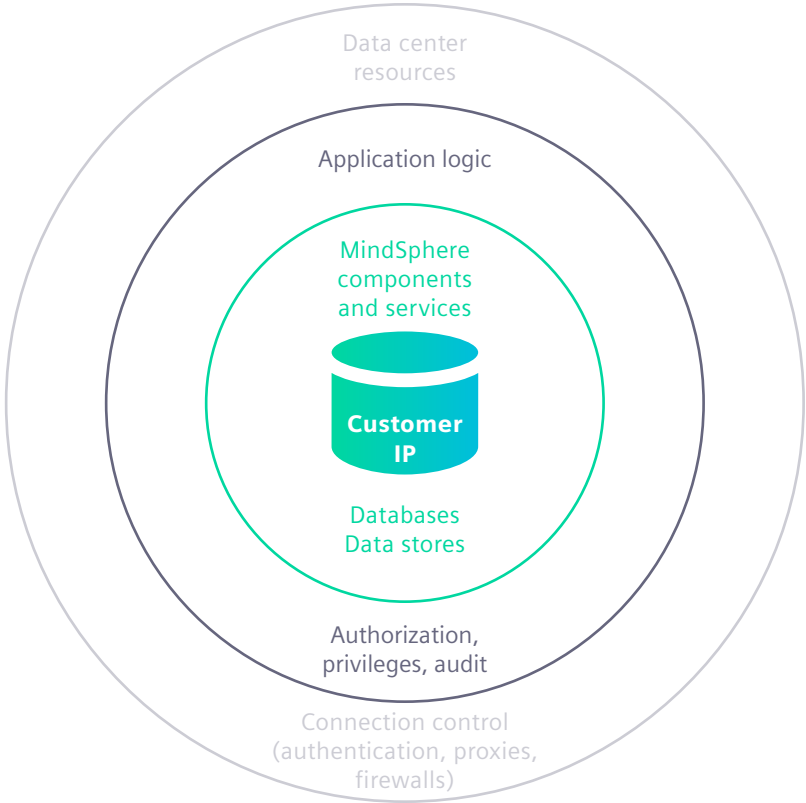 Data center
resources
Application logic
MindSphere
components
and services
Customer
IP
Databases
Data stores
Authorization,
privileges, audit
Connection control
(authentication, proxies,
firewalls)